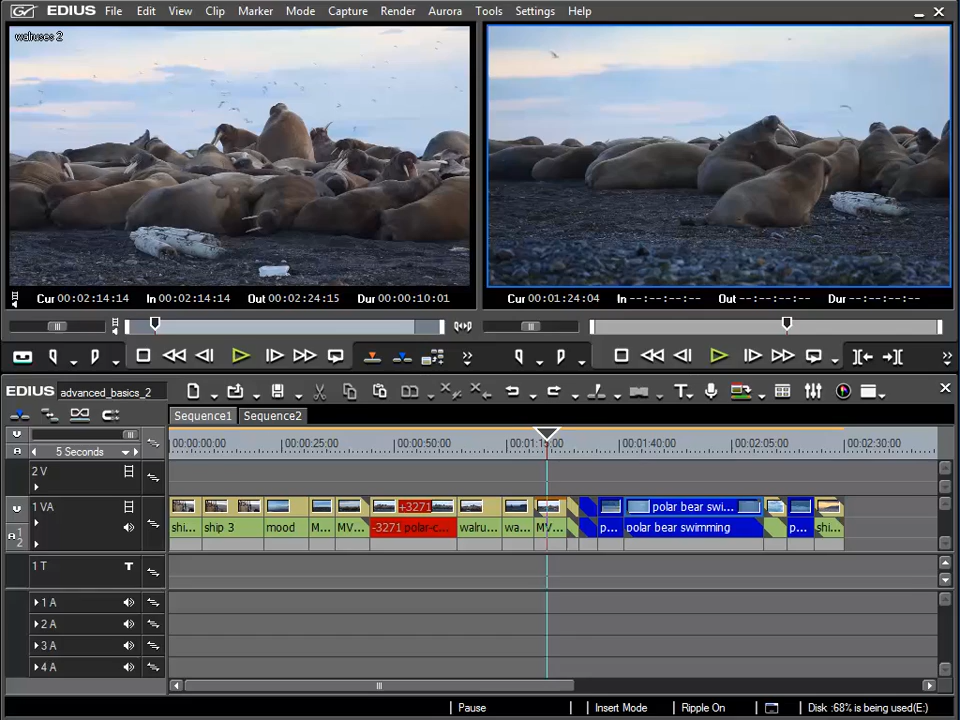 EDIUS File Edit View Clip Marker Mode Capture Render Aurora Tools Settings Help
walruses 2
Cur 00:02:14:14 In 00:02:14:14 Out 00:02:24:15 Dur 00:00:10:01
Cur 00:01:24:04 In --:--:--:-- Out --:--:--:-- Dur --:--:--:--
EDIUS advanced_basics_2
Sequence1 Sequence2
5 Seconds
00:00:00:00 00:00:25:00 00:00:50:00 00:01:15:00 00:01:40:00 00:02:05:00 00:02:30:00
2 V
1 VA
+3271 polar bear swi...
shi... ship 3 mood M... MV... -3271 polar-c... walru... wa... MV... p... polar bear swimming p... shi...
1 2
1 T T
1 A
2 A
3 A
4 A
Pause Insert Mode Ripple On Disk :68% is being used(E:)